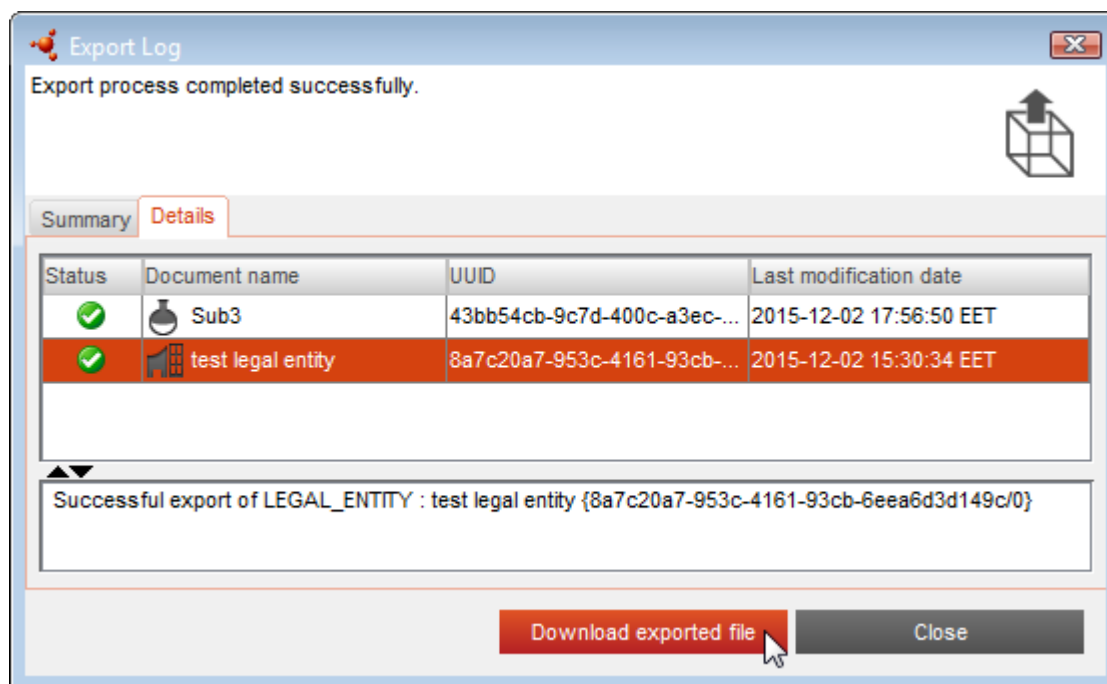 Export Log
Export process completed successfully.
Summary Details
Status Document name UUID Last modification date
Sub3 43bb54cb-9c7d-400c-a3ec-... 2015-12-02 17:56:50 EET
test legal entity 8a7c20a7-953c-4161-93cb-... 2015-12-02 15:30:34 EET
Successful export of LEGAL_ENTITY : test legal entity {8a7c20a7-953c-4161-93cb-6eea6d3d149c/0}
Download exported file Close